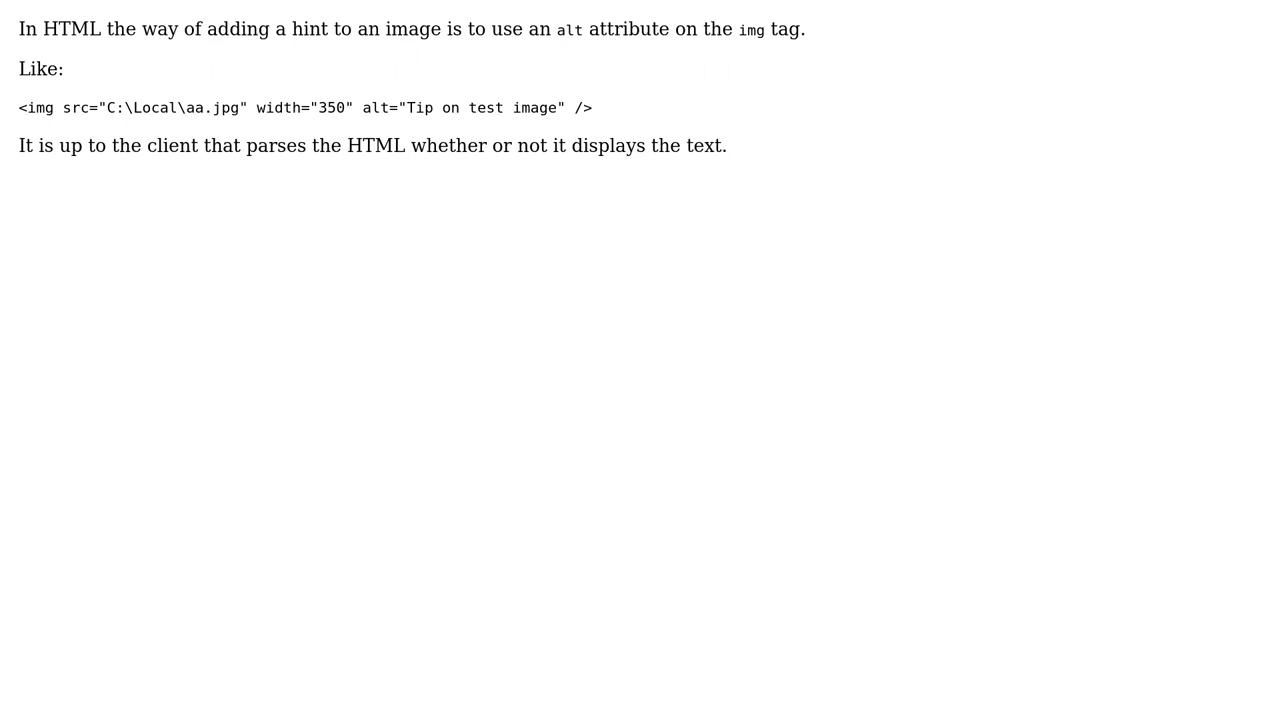 In HTML the way of adding a hint to an image is to use an alt attribute on the img tag.
Like:
<img src="C:\Local\aa.jpg" width="350" alt="Tip on test image" />
It is up to the client that parses the HTML whether or not it displays the text.